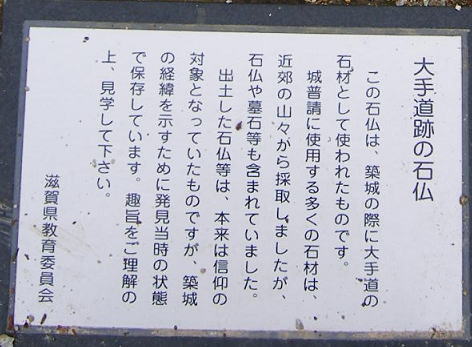 大手道跡の石仏
この石仏は、築城の際に大手道の
石材として使われたものです。
城普請に使用する多くの石材は、
近郊の山々から採取しましたが、
石仏や墓石等も含まれていました。
出土した石仏等は、本来は信仰の
対象となっていたものですが、築城
の経緯を示すために発見当時の状態
で保存しています。趣旨をご理解の
上、見学して下さい。
滋賀県教育委員会